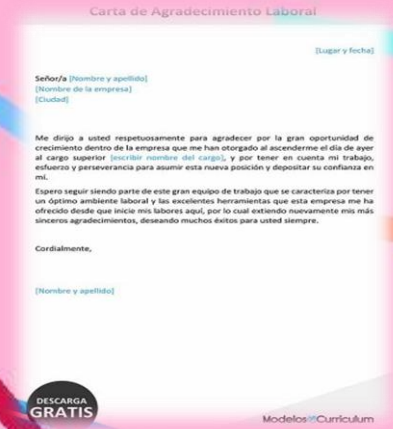 Carta de Agradecimiento Laboral
[Lugar y fecha]
Señor/a [Nombre y apellido]
[Nombre de la empresa]
[Ciudad]
Me dirijo a usted respetuosamente para agradecer por la gran oportunidad de
crecimiento dentro de la empresa que me han otorgado al ascenderme el día de ayer
al cargo superior [escribir nombre del cargo], y por tener en cuenta mi trabajo,
esfuerzo y perseverancia para asumir esta nueva posición y depositar su confianza en
mí.
Espero seguir siendo parte de este gran equipo de trabajo que se caracteriza por tener
un óptimo ambiente laboral y las excelentes herramientas que esta empresa me ha
ofrecido desde que inicie mis labores aquí, por lo cual extiendo nuevamente mis más
sinceros agradecimientos, deseando muchos éxitos para usted siempre.
Cordialmente,
[Nombre y apellido]
DESCARGA
GRATIS
Modelos Curriculum